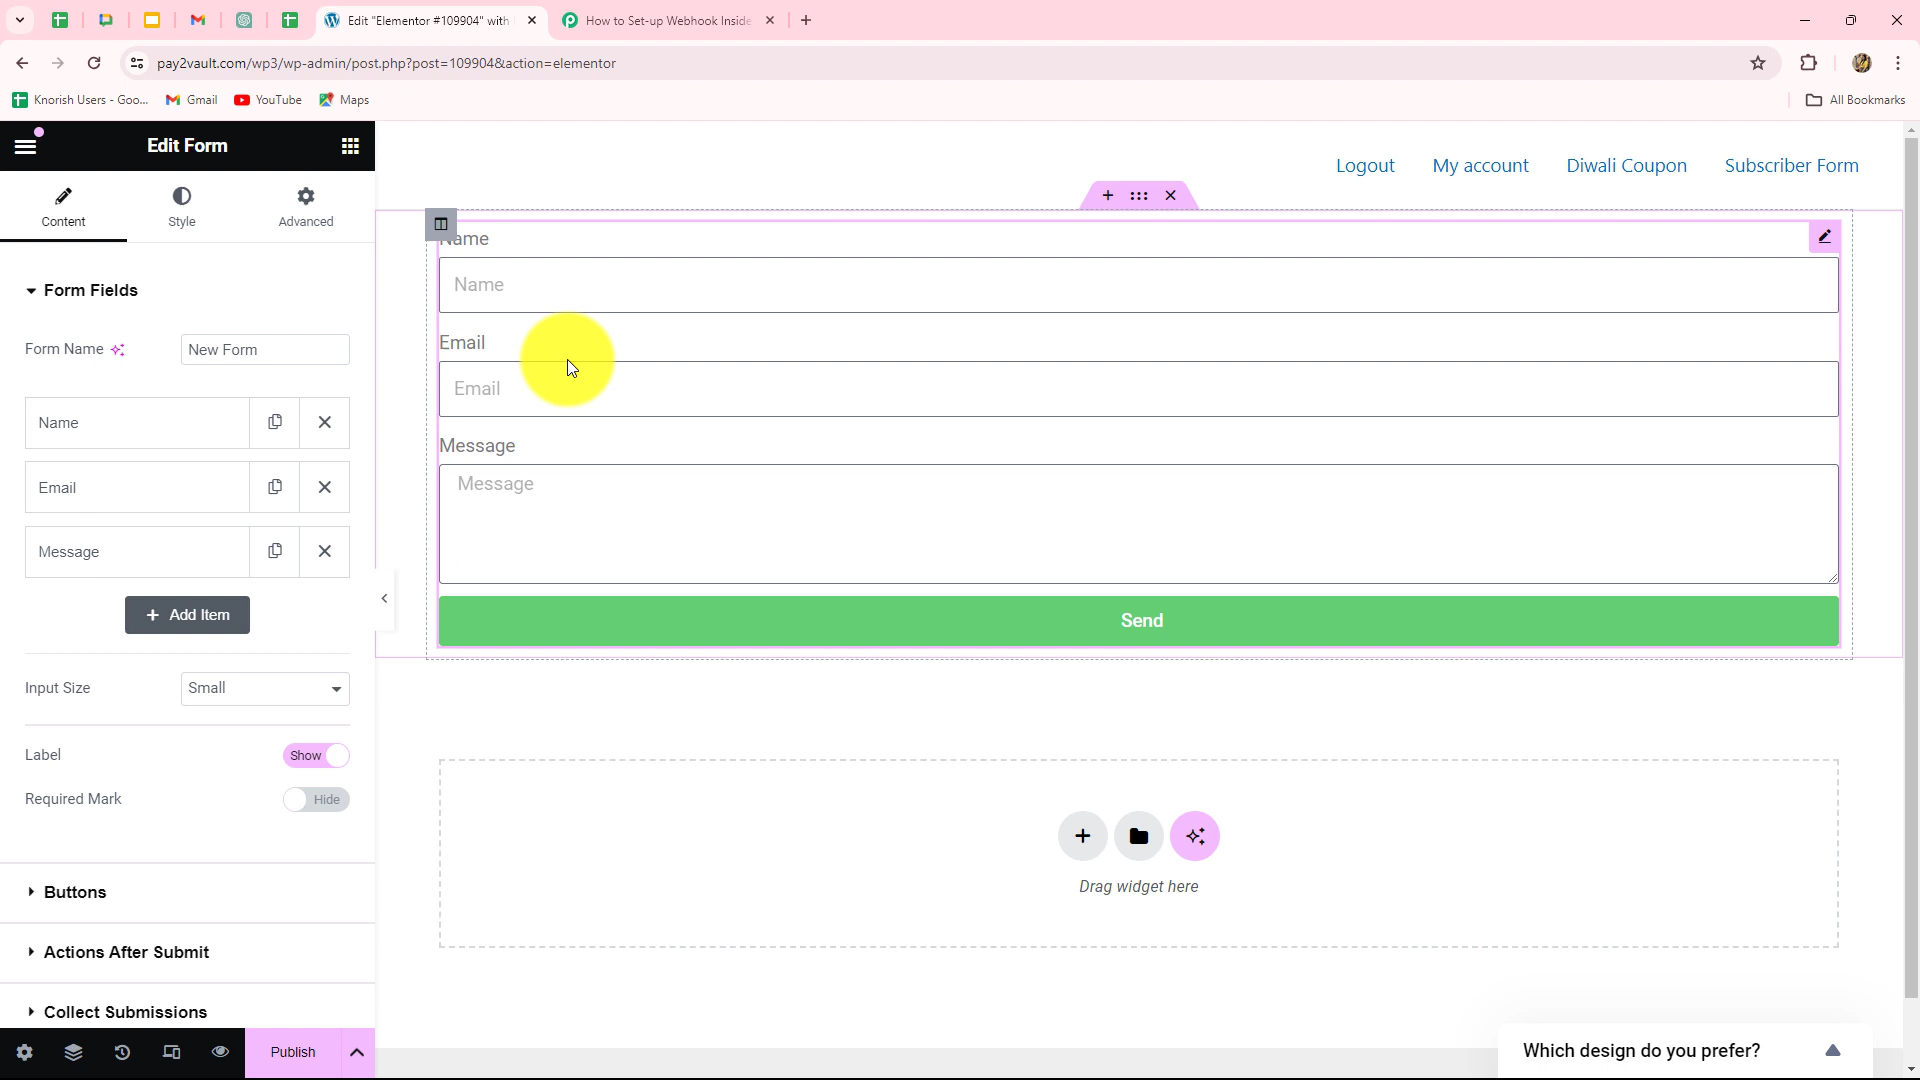 Edit "Elementor #109904" with
How to Set-up Webhook Inside
pay2vault.com/wp3/wp-admin/post.php?post=109904&action=elementor
Knorish Users - Goo...
Gmail
YouTube
Maps
All Bookmarks
Edit Form
Content
Style
Advanced
Form Fields
Form Name
New Form
Name
Email
Message
+ Add Item
Input Size
Small
Label
Show
Required Mark
Hide
Buttons
Actions After Submit
Collect Submissions
Publish
Logout
My account
Diwali Coupon
Subscriber Form
Name
Email
Email
Message
Message
Send
Drag widget here
Which design do you prefer?